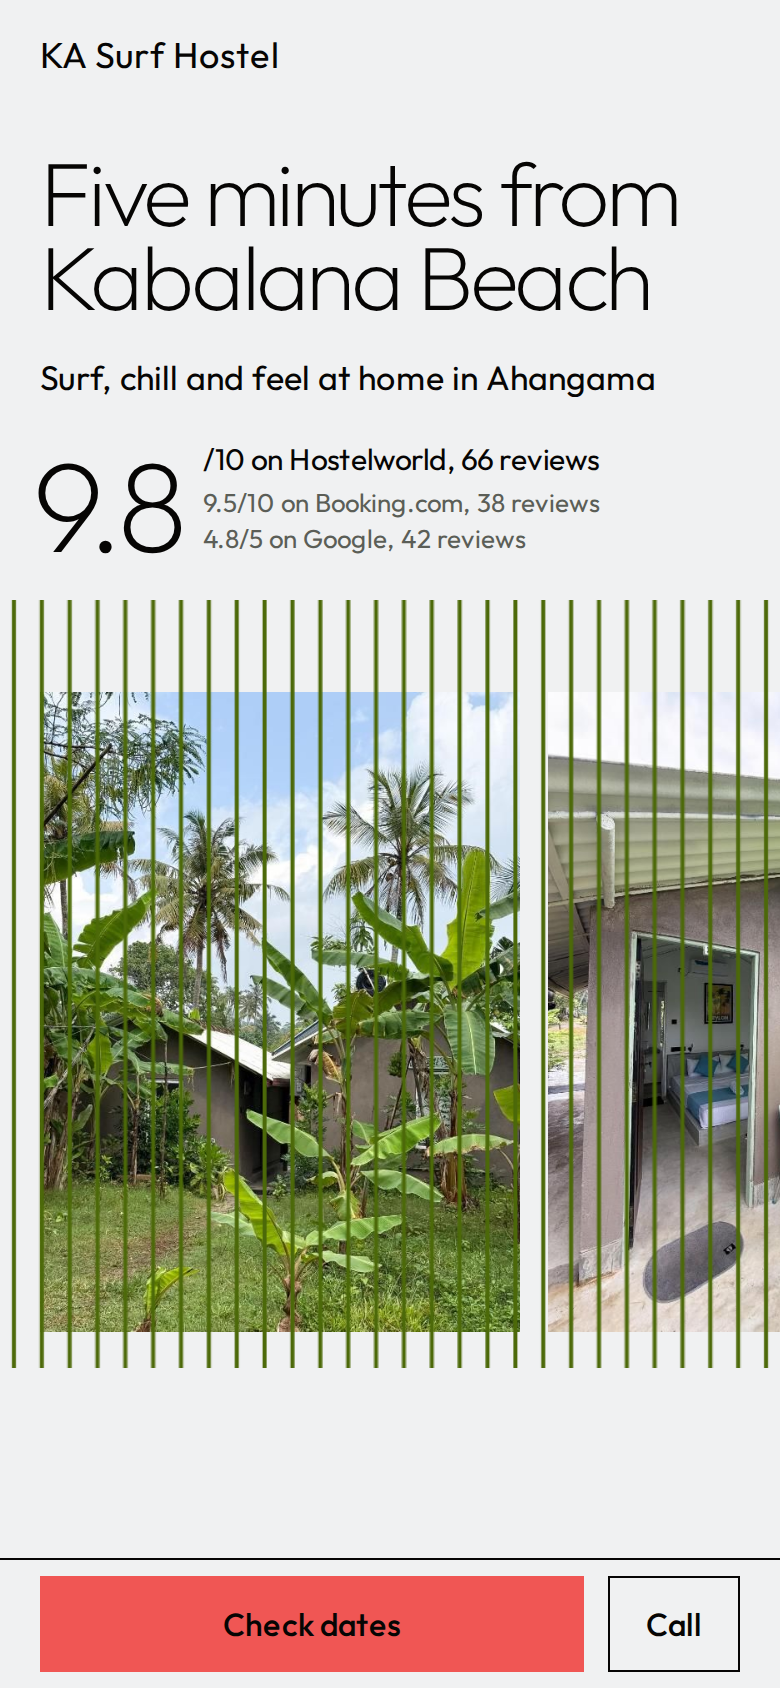 KA Surf Hostel
Five minutes from
Kabalana Beach
Surf, chill and feel at home in Ahangama
9.8
/10 on Hostelworld, 66 reviews
9.5/10 on Booking.com, 38 reviews
4.8/5 on Google, 42 reviews
Check dates
Call